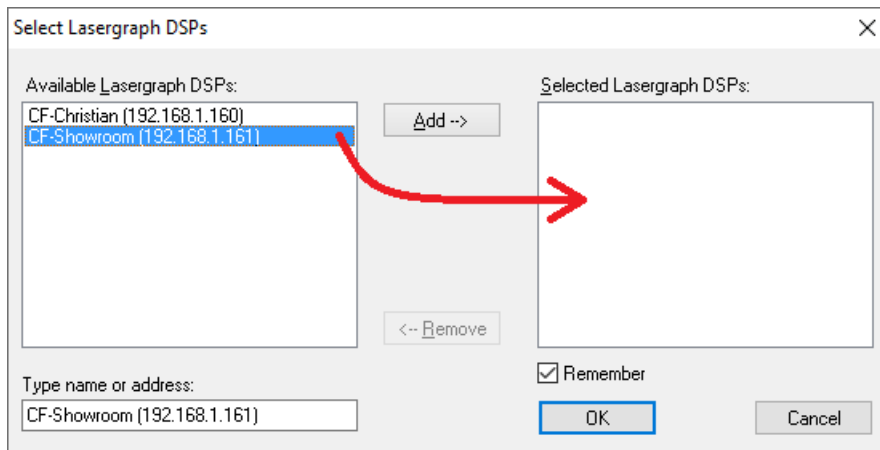 Select Lasergraph DSPs
Available Lasergraph DSPs:
CF-Christian (192.168.1.160)
CF-Showroom (192.168.1.161)
Add -->
<-- Remove
Selected Lasergraph DSPs:
Type name or address:
CF-Showroom (192.168.1.161)
Remember
OK
Cancel